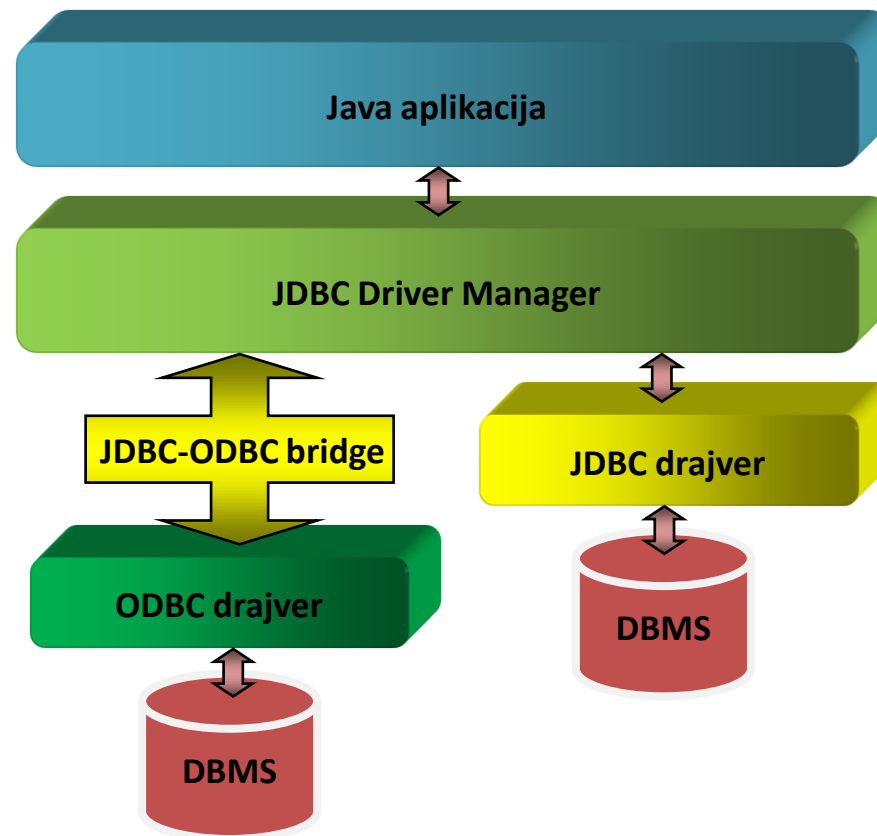 Java aplikacija
JDBC Driver Manager
JDBC-ODBC bridge
JDBC drajver
ODBC drajver
DBMS
DBMS